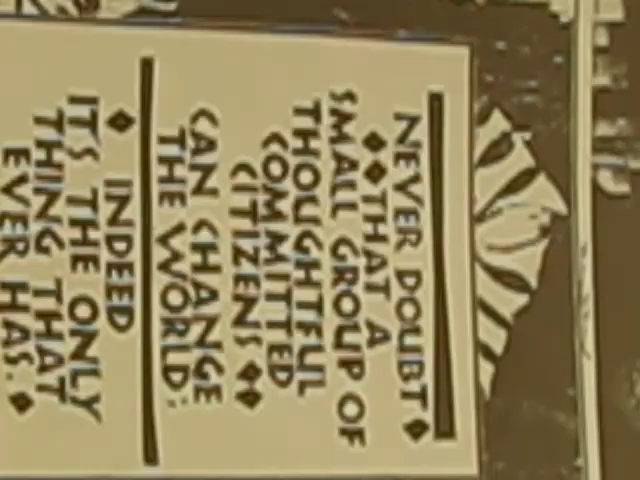 NEVER DOUBT
THAT A
SMALL GROUP OF
THOUGHTFUL
COMMITTED
CITIZENS
CAN CHANGE
THE WORLD;
INDEED
IT'S THE ONLY
THING THAT
EVER HAS.